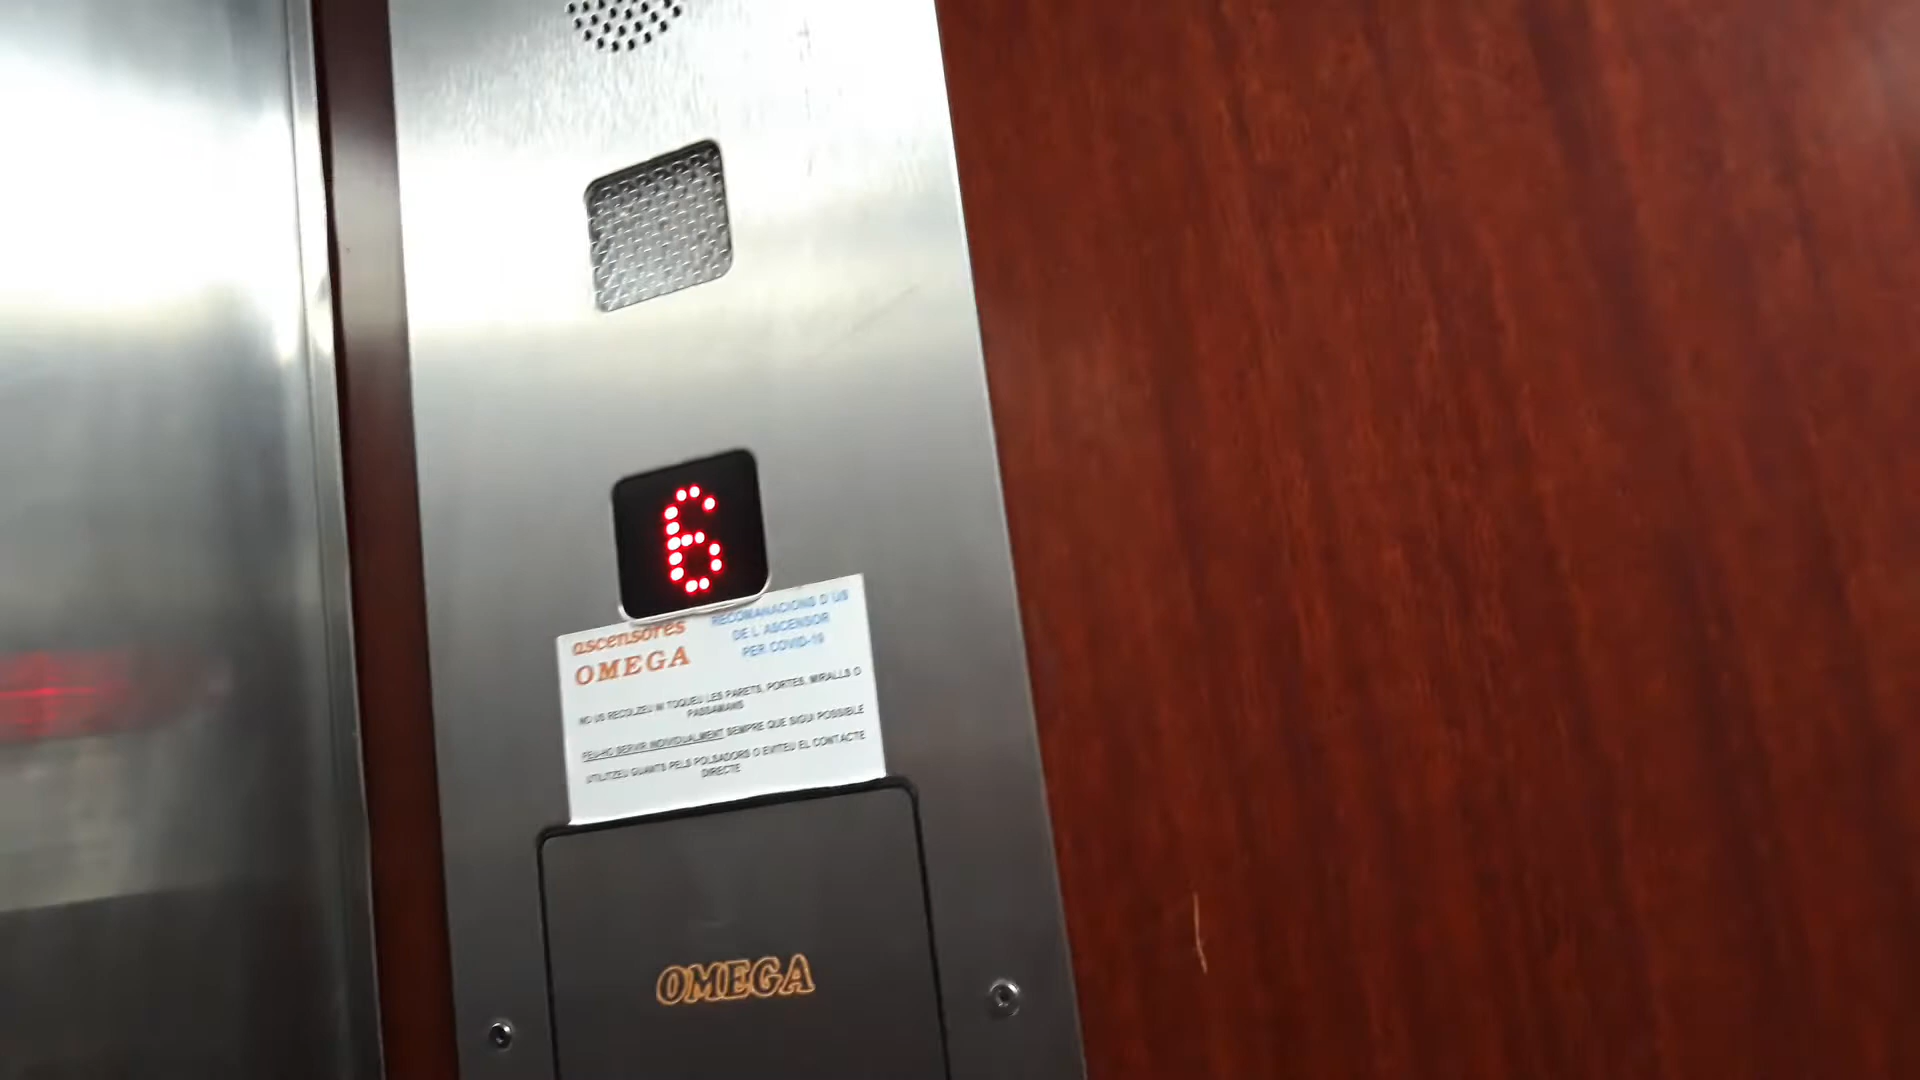 6
ascensores
OMEGA
RECOMANACIONS D'US
DE L'ASCENSOR
PER COVID-19
NO US RECOLZEU NI TOQUEU LES PARETS, PORTES, MIRALLS O
PASSAMANS
FEU-HO SERVIR INDIVIDUALMENT SEMPRE QUE SIGUI POSSIBLE
UTILITZEU GUANTS PELS POLSADORS O EVITEU EL CONTACTE
DIRECTE
OMEGA